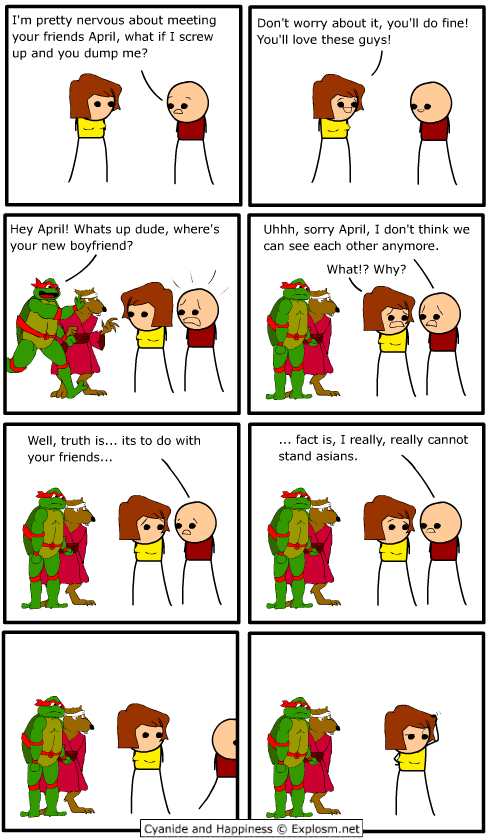 I'm pretty nervous about meeting
your friends April, what if I screw
up and you dump me?
Don't worry about it, you'll do fine!
You'll love these guys!
Hey April! Whats up dude, where's
your new boyfriend?
Uhhh, sorry April, I don't think we
can see each other anymore.
What!? Why?
Well, truth is... its to do with
your friends...
... fact is, I really, really cannot
stand asians.
Cyanide and Happiness © Explosm.net